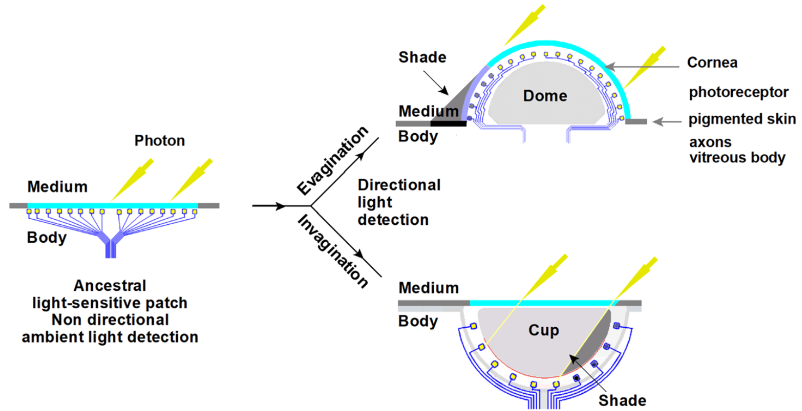 Photon
Medium
Body
Ancestral
light-sensitive patch
Non directional
ambient light detection
Evagination
Directional
light
detection
Invagination
Shade
Medium
Body
Dome
Cornea
photoreceptor
pigmented skin
axons
vitreous body
Medium
Body
Cup
Shade